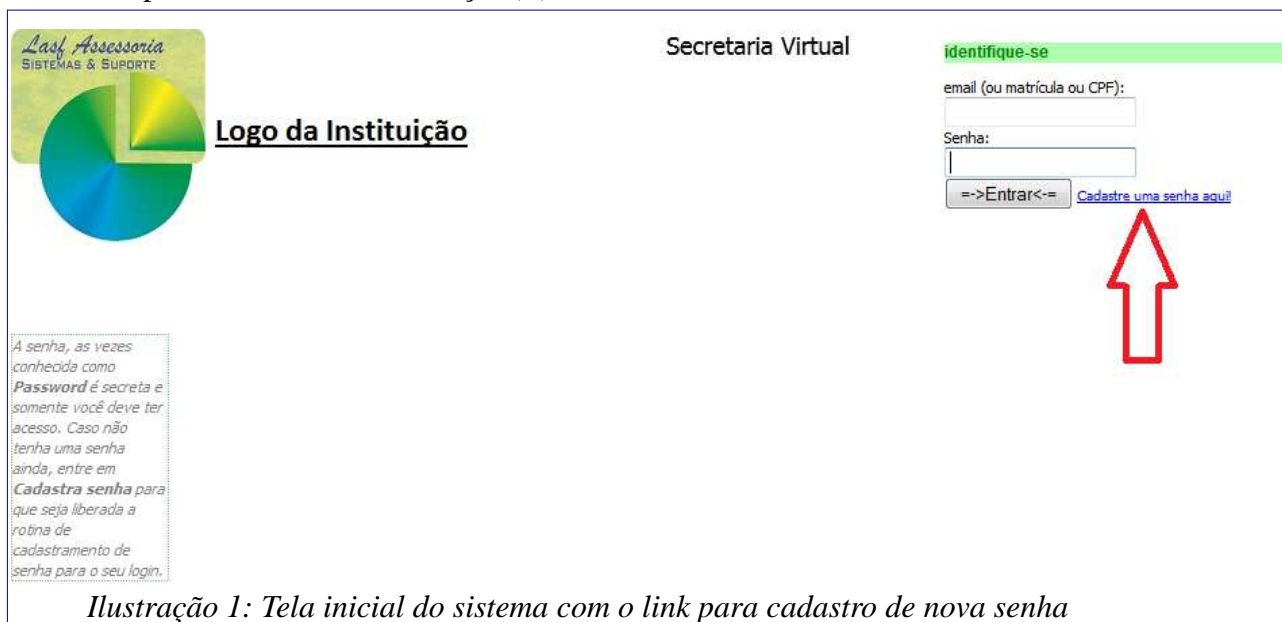 Lasf Assessoria
SISTEMAS & SUPORTE
Logo da Instituição
Secretaria Virtual
identifique-se
email (ou matrícula ou CPF):
Senha:
=->Entrar<-=
Cadastre uma senha aqui!
A senha, as vezes
conhecida como
Password é secreta e
somente você deve ter
acesso. Caso não
tenha uma senha
ainda, entre em
Cadastra senha para
que seja liberada a
rotina de
cadastramento de
senha para o seu login.
Ilustração 1: Tela inicial do sistema com o link para cadastro de nova senha